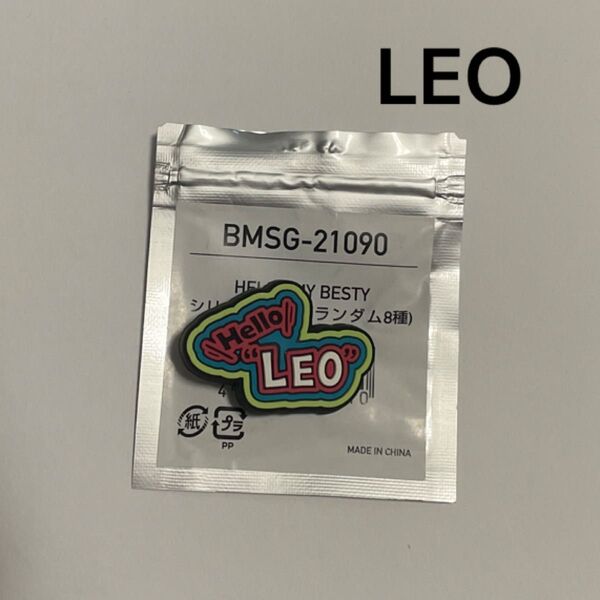 LEO
BMSG-21090
MY BESTY
シリ ランダム8種)
Hello
"LEO"
紙 プラ
PP
MADE IN CHINA